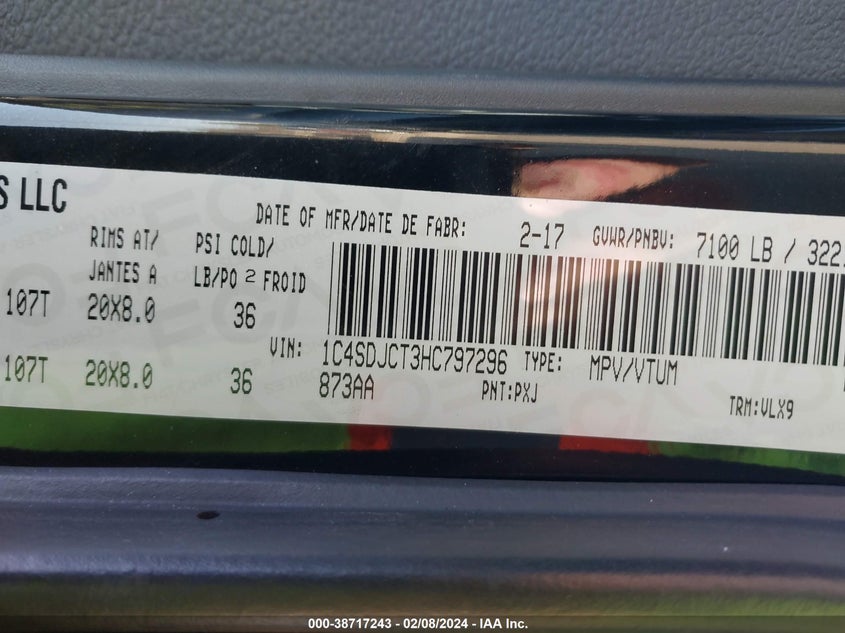 S LLC
DATE OF MFR/DATE DE FABR: 2-17 GVWR/PNBV: 7100 LB / 322
RIMS AT/ PSI COLD/
JANTES A LB/PO 2 FROID
107T 20X8.0 36
VIN: 1C4SDJCT3HC797296 TYPE: MPV/VTUM
107T 20X8.0 36 873AA PNT:PXJ TRM:VLX9
000-38717243 - 02/08/2024 - IAA Inc.